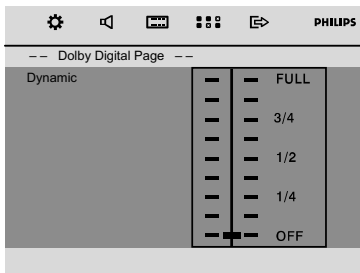 PHILIPS
-- Dolby Digital Page --
Dynamic
FULL
3/4
1/2
1/4
OFF